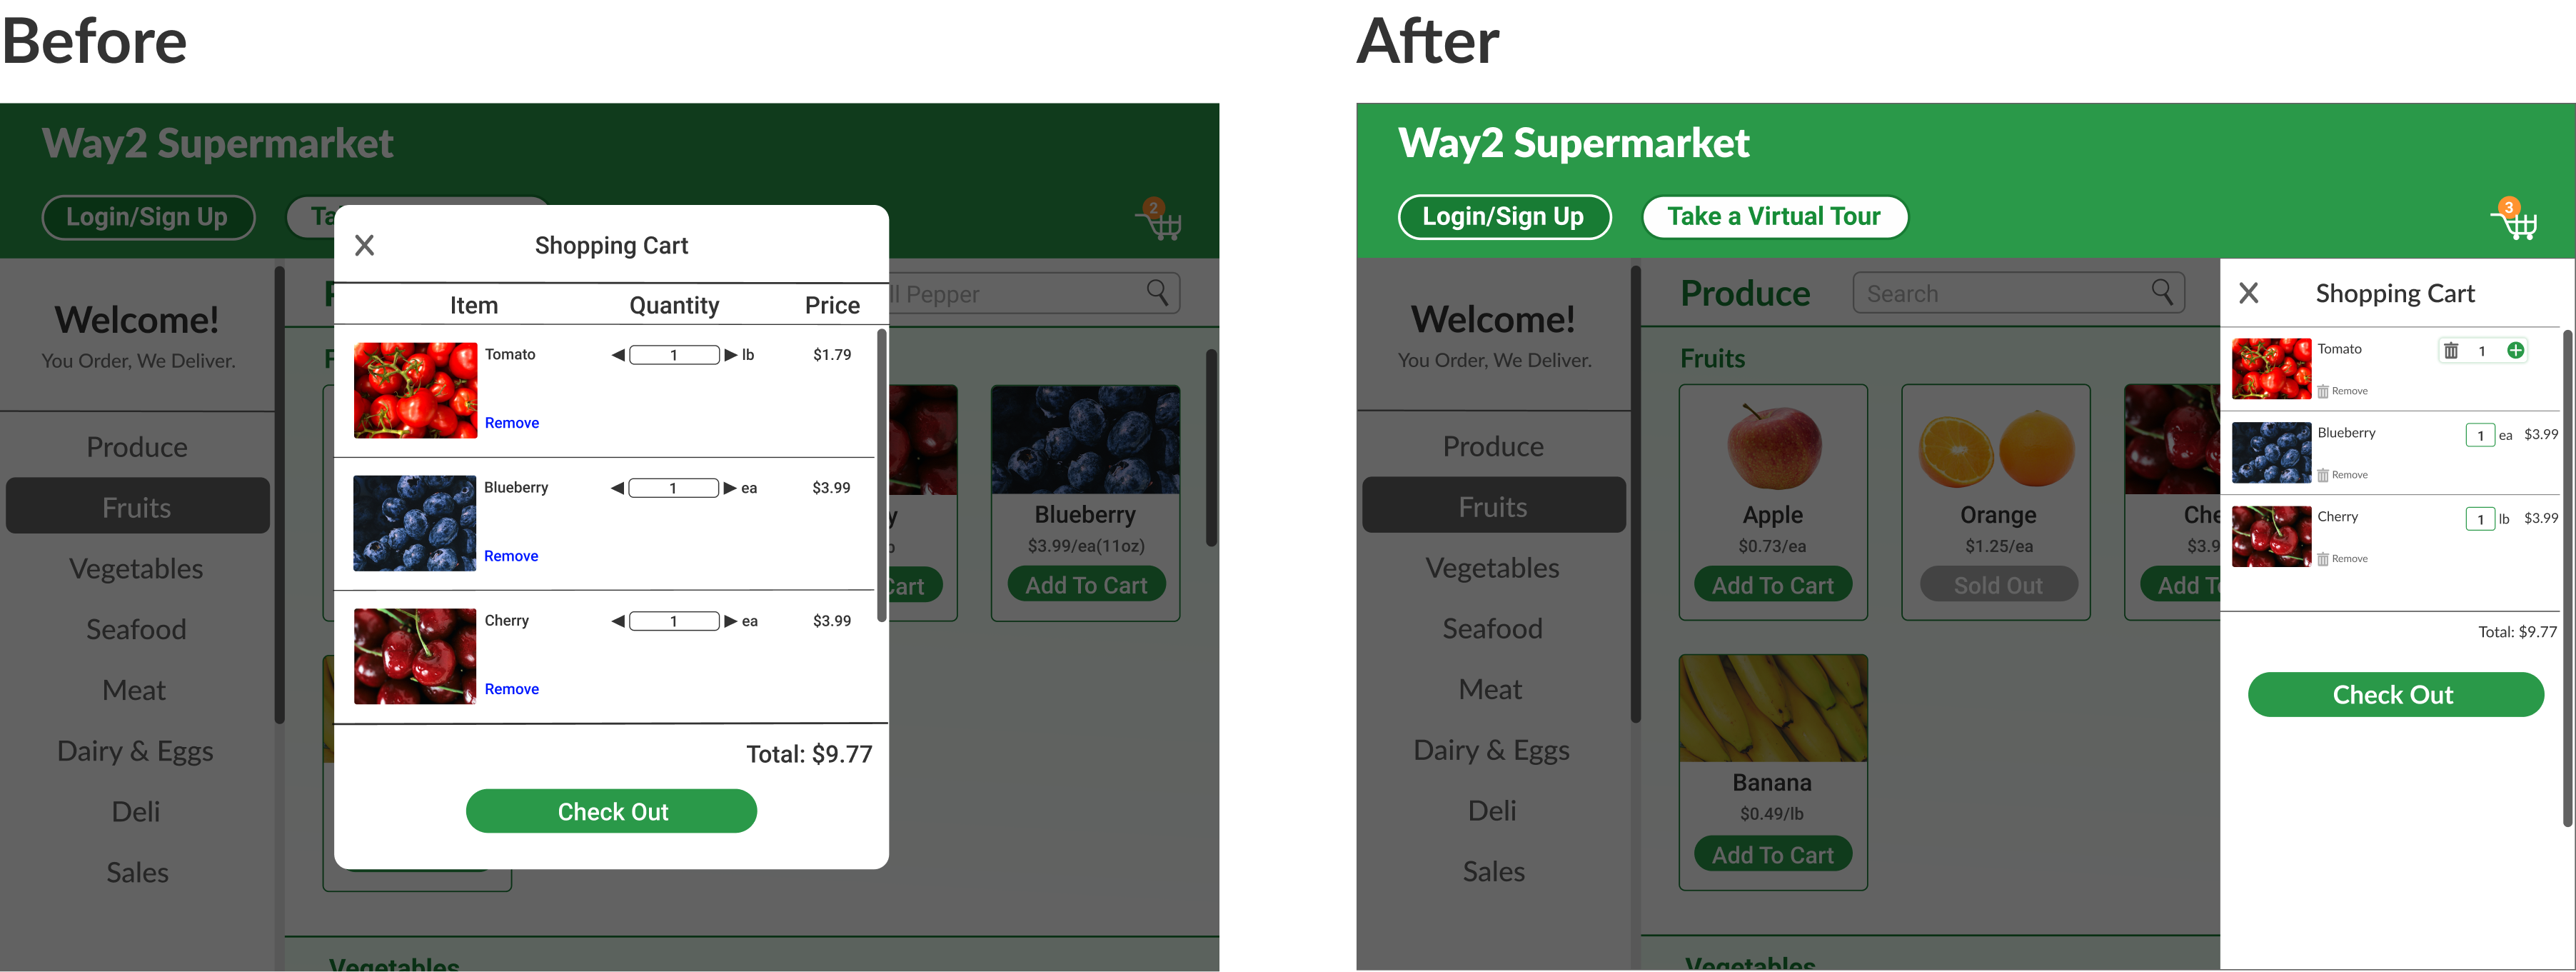 Before
Way2 Supermarket
Login/Sign Up
Ta
2
Welcome!
You Order, We Deliver.
Produce
Fruits
Vegetables
Seafood
Meat
Dairy & Eggs
Deli
Sales
ll Pepper
Shopping Cart
Item Quantity Price
Tomato 1 lb $1.79
Remove
Blueberry 1 ea $3.99
Remove
Cherry 1 ea $3.99
Remove
Total: $9.77
Check Out
Cart
Blueberry
$3.99/ea(11oz)
Add To Cart
Vegetables
After
Way2 Supermarket
Login/Sign Up Take a Virtual Tour
3
Welcome!
You Order, We Deliver.
Produce
Fruits
Vegetables
Seafood
Meat
Dairy & Eggs
Deli
Sales
Produce Search
Fruits
Apple
$0.73/ea
Add To Cart
Orange
$1.25/ea
Sold Out
Che
$3.9
Add T
Banana
$0.49/lb
Add To Cart
Vegetables
Shopping Cart
Tomato 1
Remove
Blueberry 1 ea $3.99
Remove
Cherry 1 lb $3.99
Remove
Total: $9.77
Check Out